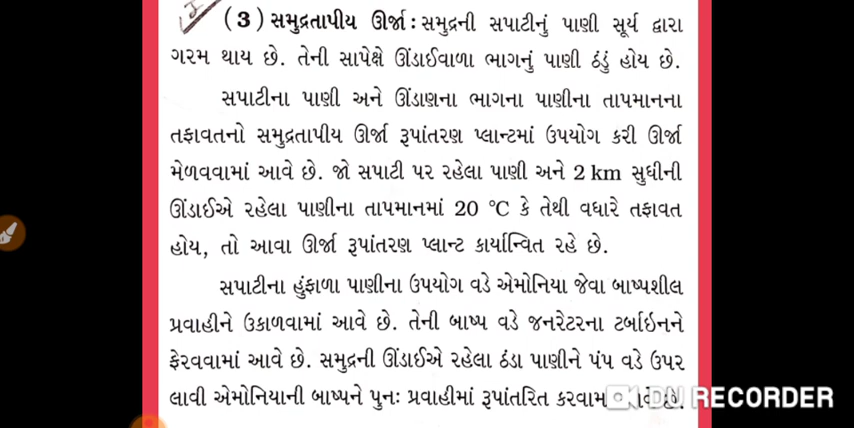 (3) સમુદ્રતાપીય ઊર્જા : સમુદ્રની સપાટીનું પાણી સૂર્ય દ્વારા
ગરમ થાય છે. તેની સાપેક્ષે ઊંડાઈવાળા ભાગનું પાણી ઠંડું હોય છે.
સપાટીના પાણી અને ઊંડાણના ભાગના પાણીના તાપમાનના
તફાવતનો સમુદ્રતાપીય ઊર્જા રૂપાંતરણ પ્લાન્ટમાં ઉપયોગ કરી ઊર્જા
મેળવવામાં આવે છે. જો સપાટી પર રહેલા પાણી અને 2 km સુધીની
ઊંડાઈએ રહેલા પાણીના તાપમાનમાં 20 °C કે તેથી વધારે તફાવત
હોય, તો આવા ઊર્જા રૂપાંતરણ પ્લાન્ટ કાર્યાન્વિત રહે છે.
સપાટીના હુંફાળા પાણીના ઉપયોગ વડે એમોનિયા જેવા બાષ્પશીલ
પ્રવાહીને ઉકાળવામાં આવે છે. તેની બાષ્પ વડે જનરેટરના ટર્બાઇનને
ફેરવવામાં આવે છે. સમુદ્રની ઊંડાઈએ રહેલા ઠંડા પાણીને પંપ વડે ઉપર
લાવી એમોનિયાની બાષ્પને પુનઃ પ્રવાહીમાં રૂપાંતરિત કરવામાં આવે છે.
DU RECORDER